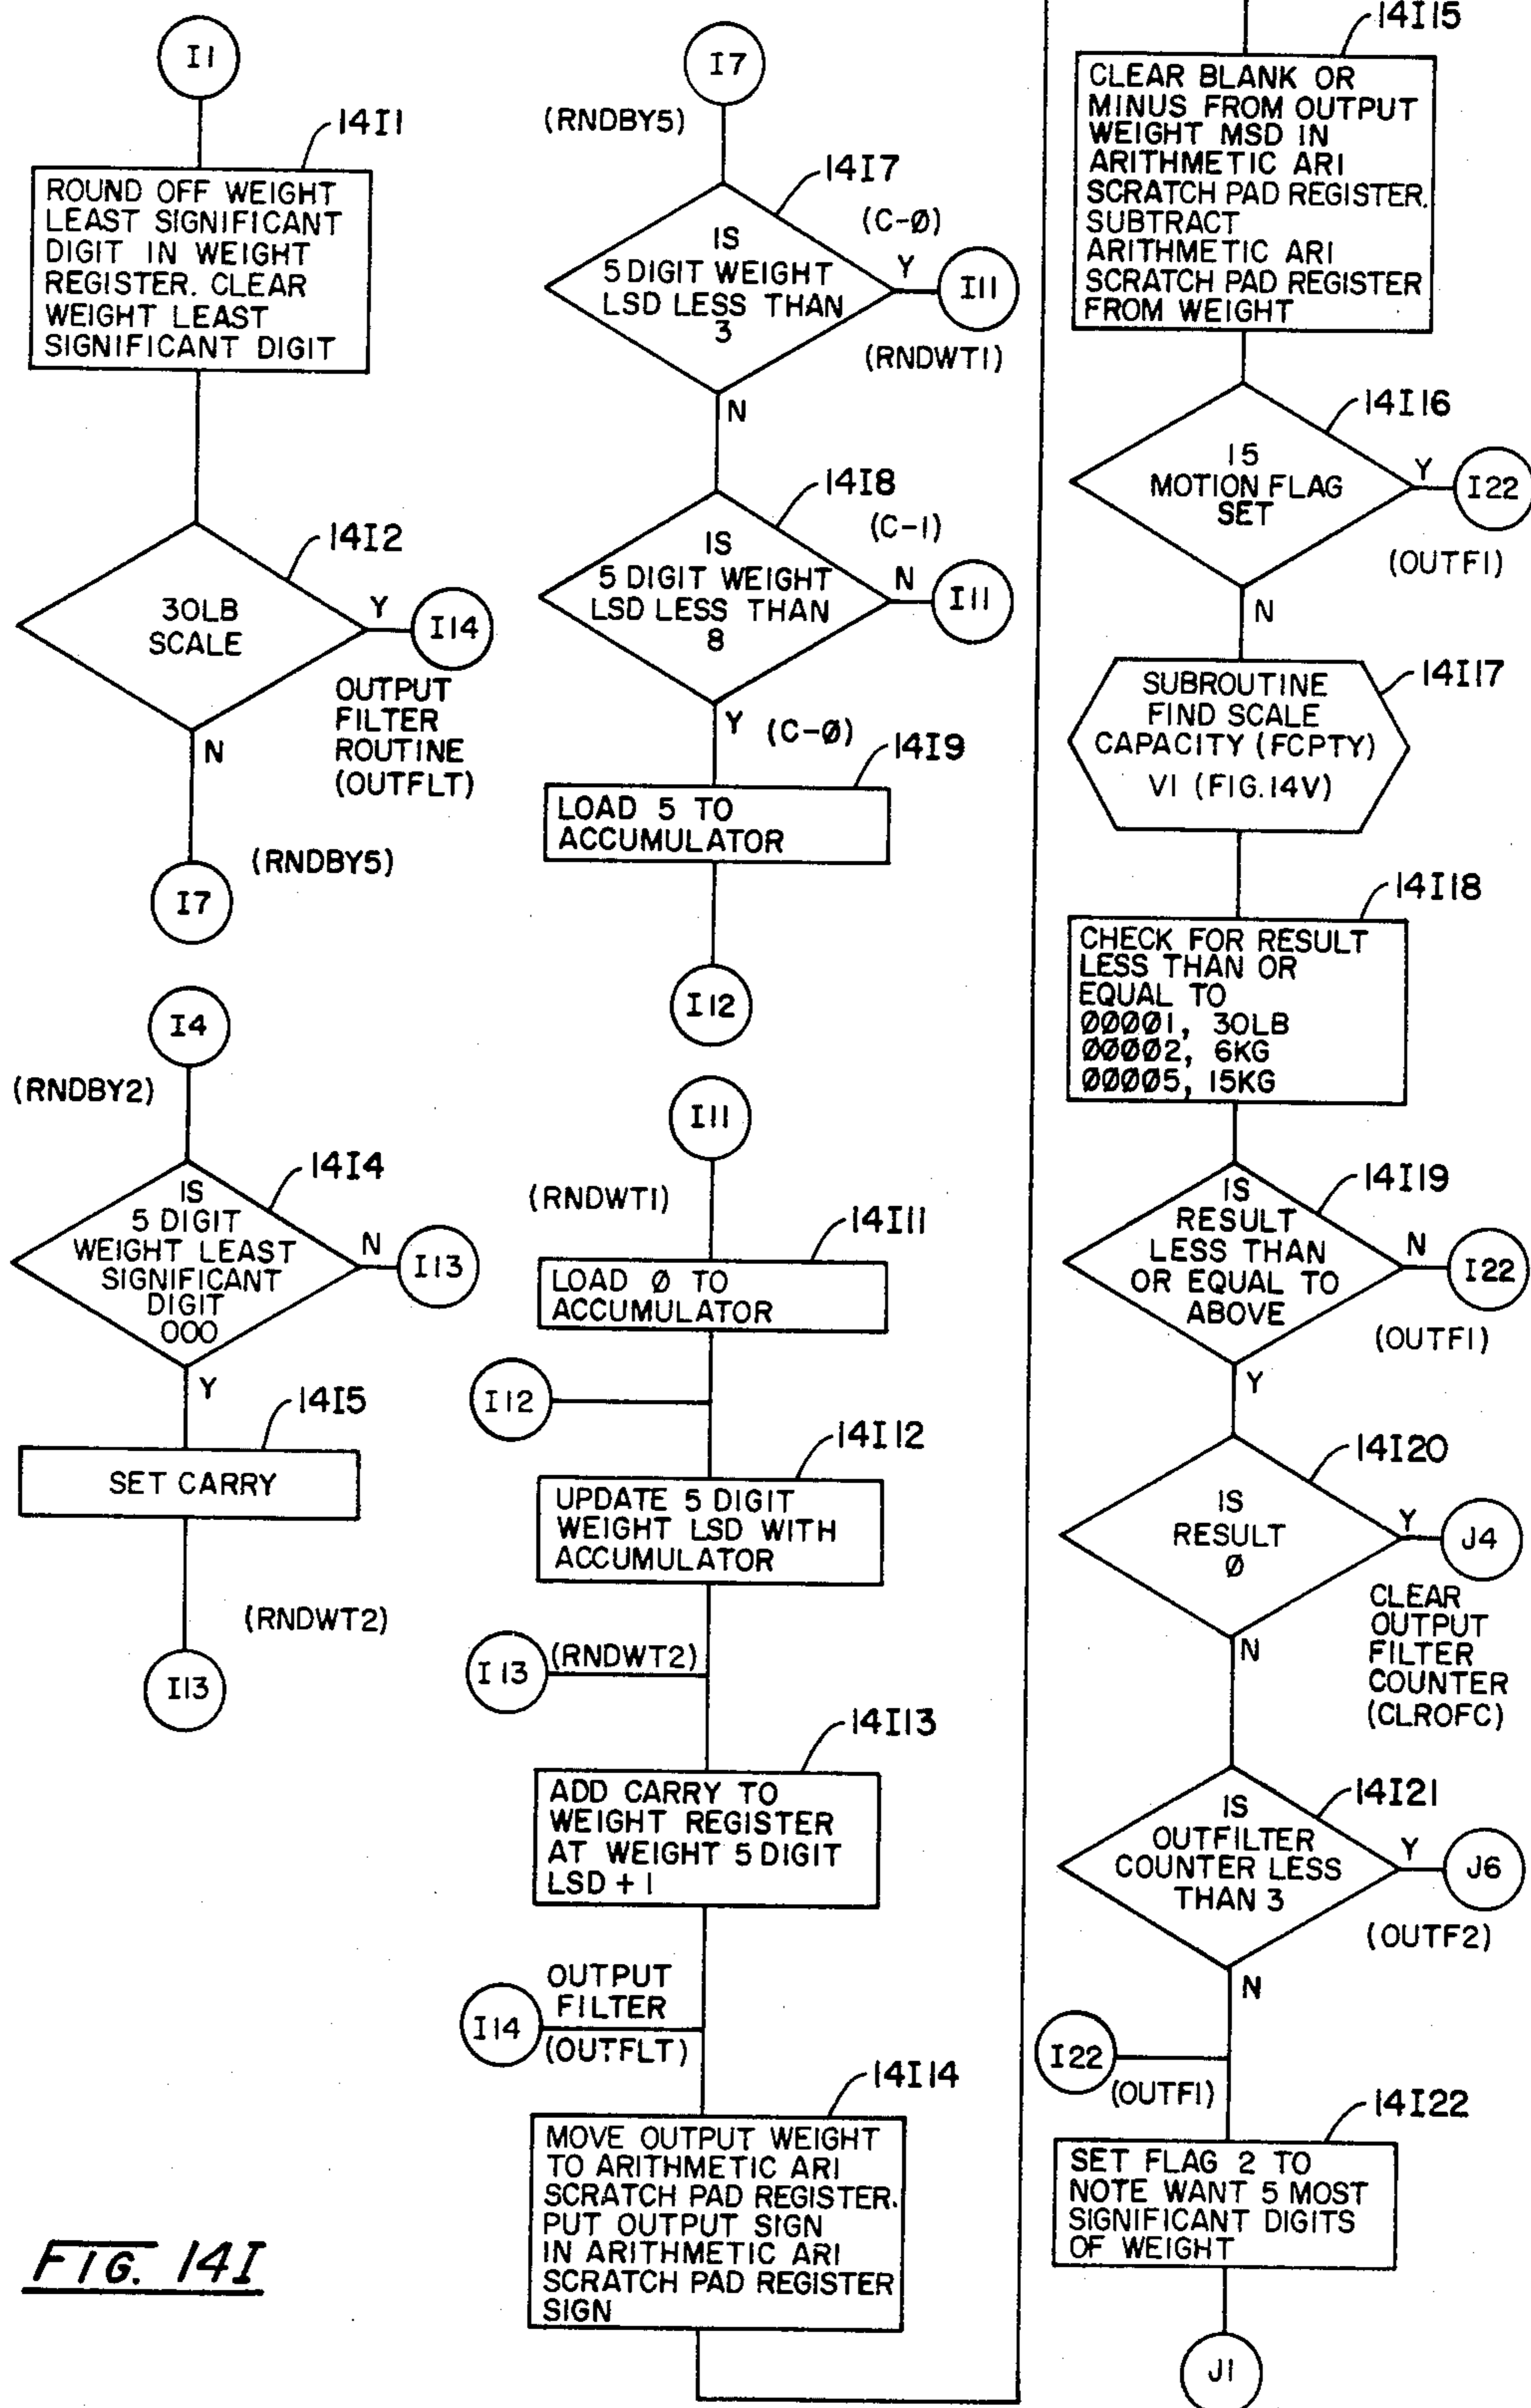 I1
14I1
ROUND OFF WEIGHT
LEAST SIGNIFICANT
DIGIT IN WEIGHT
REGISTER. CLEAR
WEIGHT LEAST
SIGNIFICANT DIGIT
14I2
30LB
SCALE
Y
I14
OUTPUT
FILTER
ROUTINE
(OUTFLT)
N
(RNDBY5)
I7
I4
(RNDBY2)
14I4
IS
5 DIGIT
WEIGHT LEAST
SIGNIFICANT
DIGIT
000
N
I13
Y
14I5
SET CARRY
(RNDWT2)
I13
FIG. 14I
I7
(RNDBY5)
14I7
IS
5 DIGIT WEIGHT
LSD LESS THAN
3
(C-Ø)
Y
I11
(RNDWT1)
N
14I8
IS
5 DIGIT WEIGHT
LSD LESS THAN
8
(C-1)
N
I11
Y (C-Ø)
14I9
LOAD 5 TO
ACCUMULATOR
I12
I11
(RNDWT1)
14I11
LOAD Ø TO
ACCUMULATOR
I12
14I12
UPDATE 5 DIGIT
WEIGHT LSD WITH
ACCUMULATOR
I13
(RNDWT2)
14I13
ADD CARRY TO
WEIGHT REGISTER
AT WEIGHT 5 DIGIT
LSD + 1
OUTPUT
FILTER
I14
(OUTFLT)
14I14
MOVE OUTPUT WEIGHT
TO ARITHMETIC ARI
SCRATCH PAD REGISTER.
PUT OUTPUT SIGN
IN ARITHMETIC ARI
SCRATCH PAD REGISTER
SIGN
14I15
CLEAR BLANK OR
MINUS FROM OUTPUT
WEIGHT MSD IN
ARITHMETIC ARI
SCRATCH PAD REGISTER.
SUBTRACT
ARITHMETIC ARI
SCRATCH PAD REGISTER
FROM WEIGHT
14I16
I5
MOTION FLAG
SET
Y
I22
(OUTF1)
N
14I17
SUBROUTINE
FIND SCALE
CAPACITY (FCPTY)
V1 (FIG.14V)
14I18
CHECK FOR RESULT
LESS THAN OR
EQUAL TO
ØØØØ1, 30LB
ØØØØ2, 6KG
ØØØØ5, 15KG
14I19
IS
RESULT
LESS THAN
OR EQUAL TO
ABOVE
N
I22
(OUTF1)
Y
14I20
IS
RESULT
Ø
Y
J4
CLEAR
OUTPUT
FILTER
COUNTER
(CLROFC)
N
14I21
IS
OUTFILTER
COUNTER LESS
THAN 3
Y
J6
(OUTF2)
N
I22
(OUTF1)
14I22
SET FLAG 2 TO
NOTE WANT 5 MOST
SIGNIFICANT DIGITS
OF WEIGHT
J1